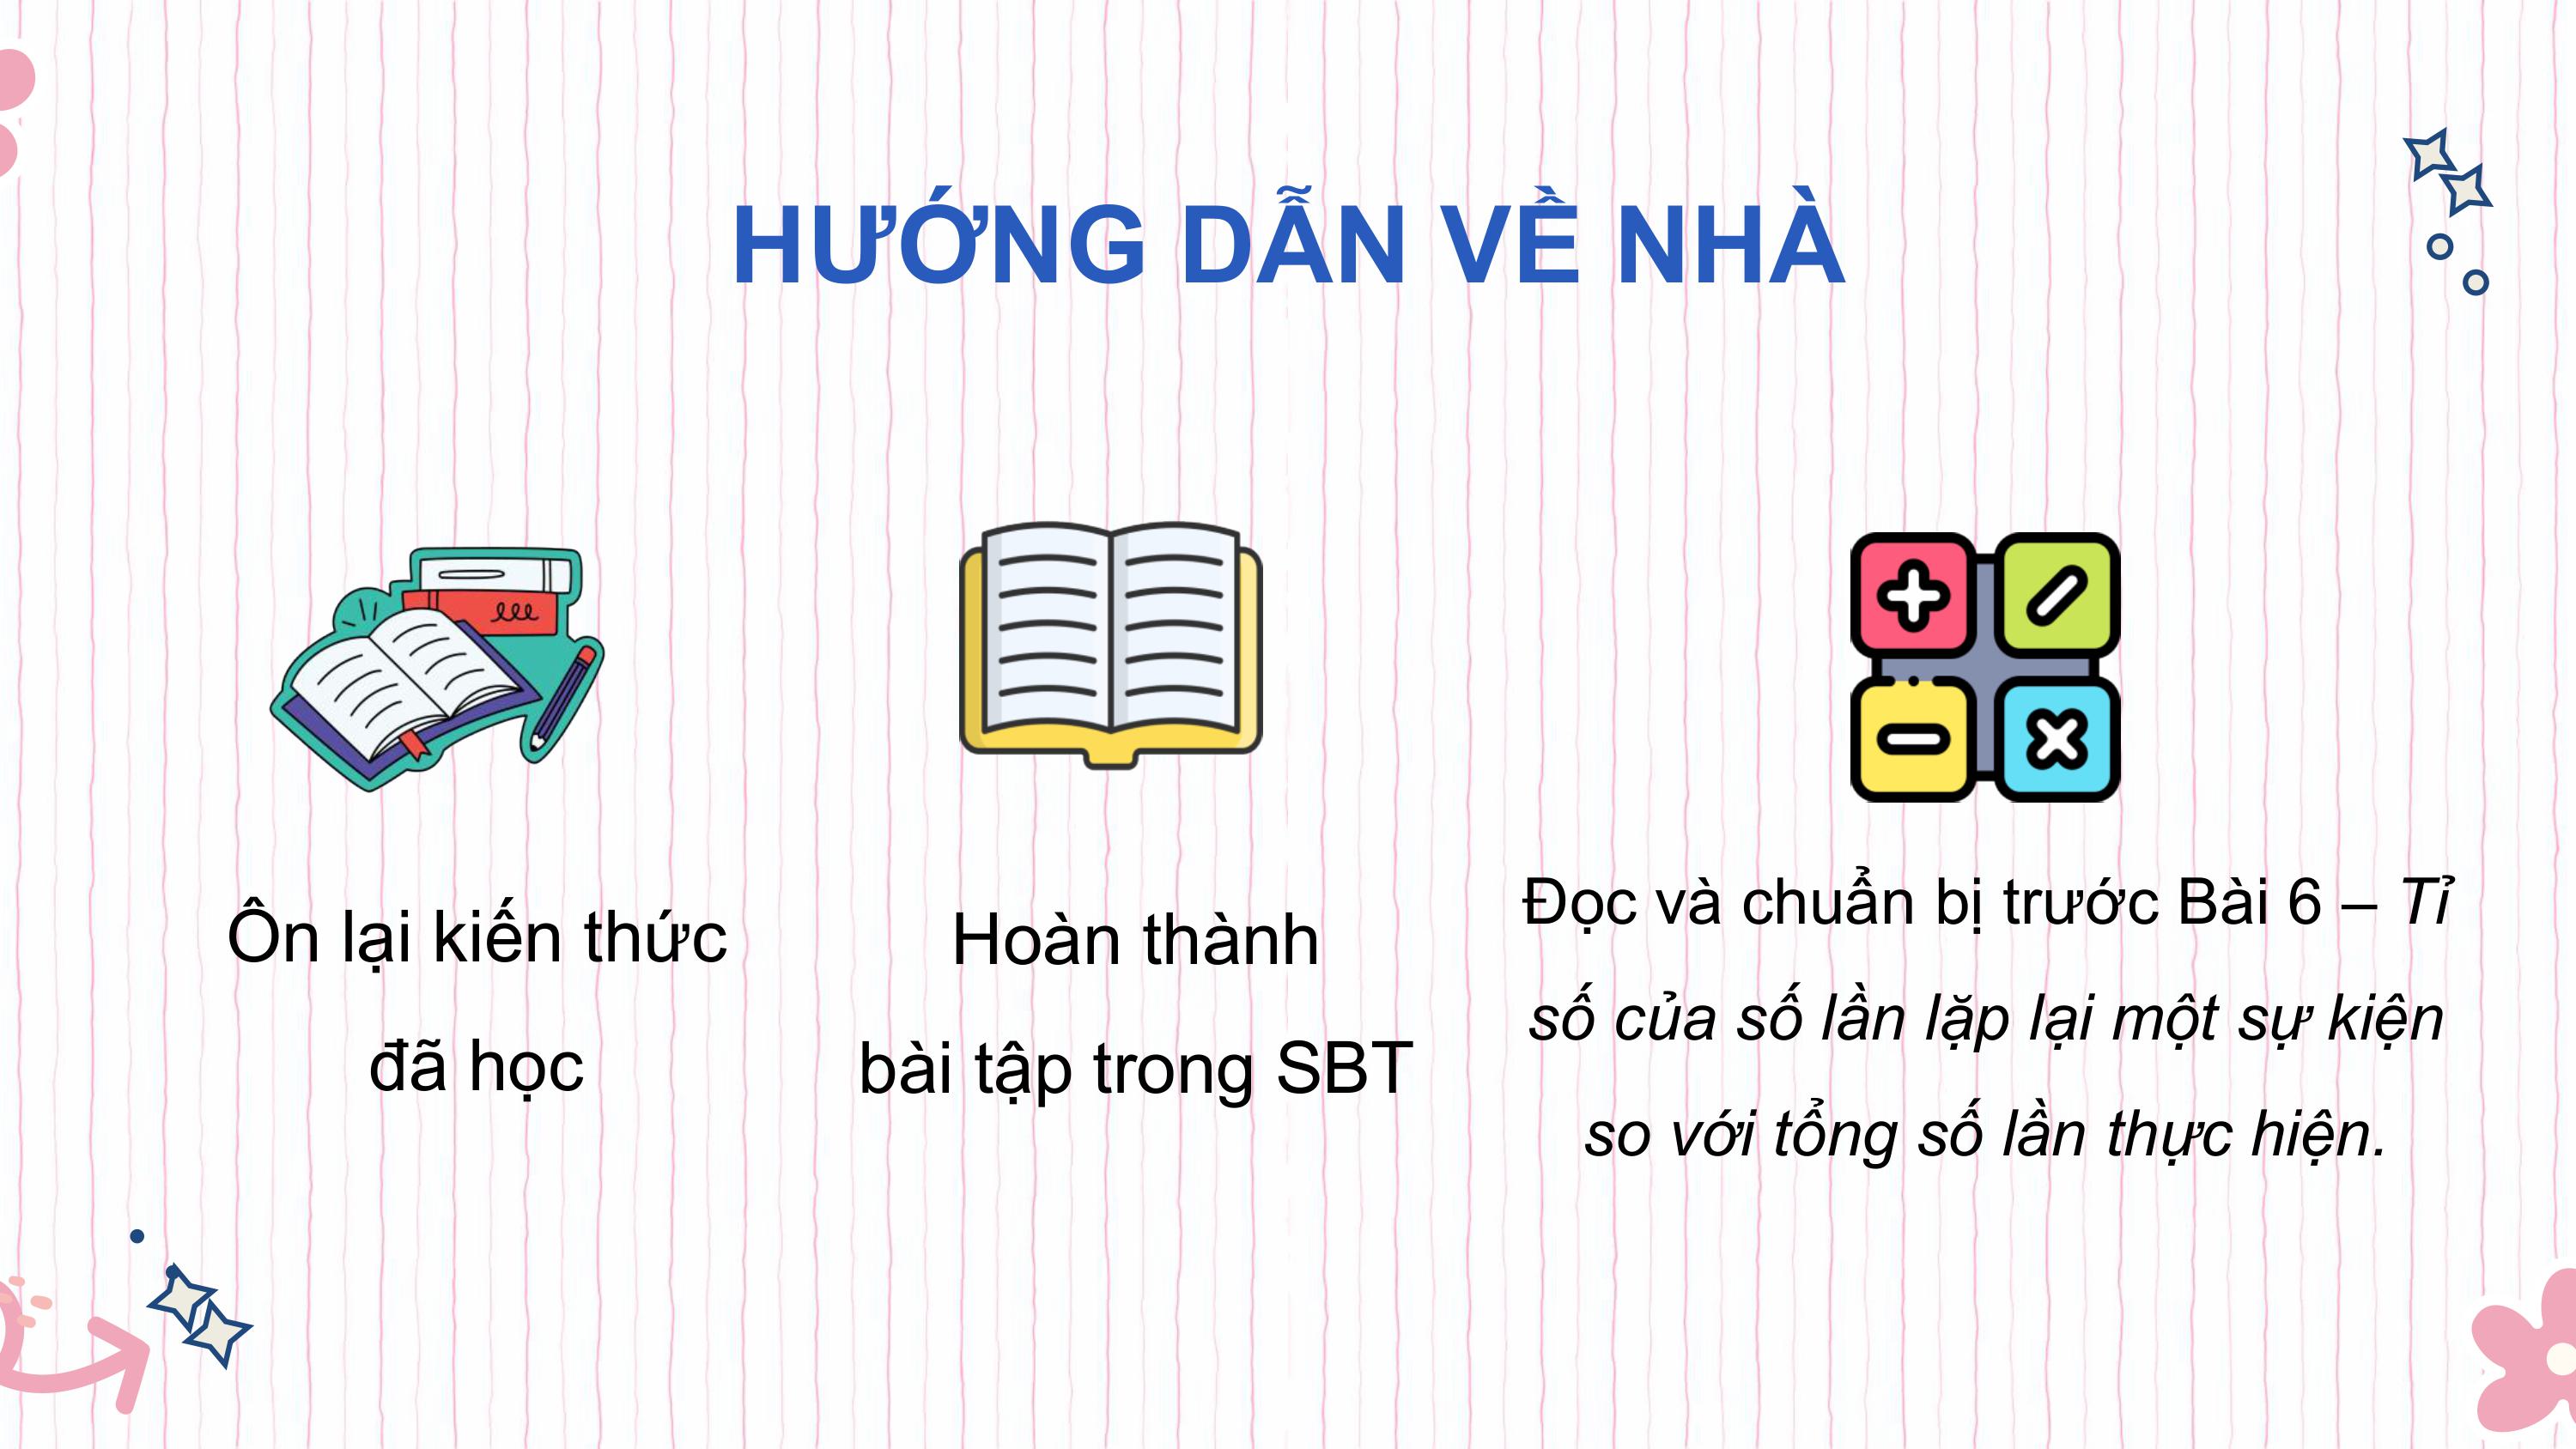 HƯỚNG DẪN VỀ NHÀ
Ôn lại kiến thức
đã học
Hoàn thành
bài tập trong SBT
Đọc và chuẩn bị trước Bài 6 – Tỉ
số của số lần lặp lại một sự kiện
so với tổng số lần thực hiện.